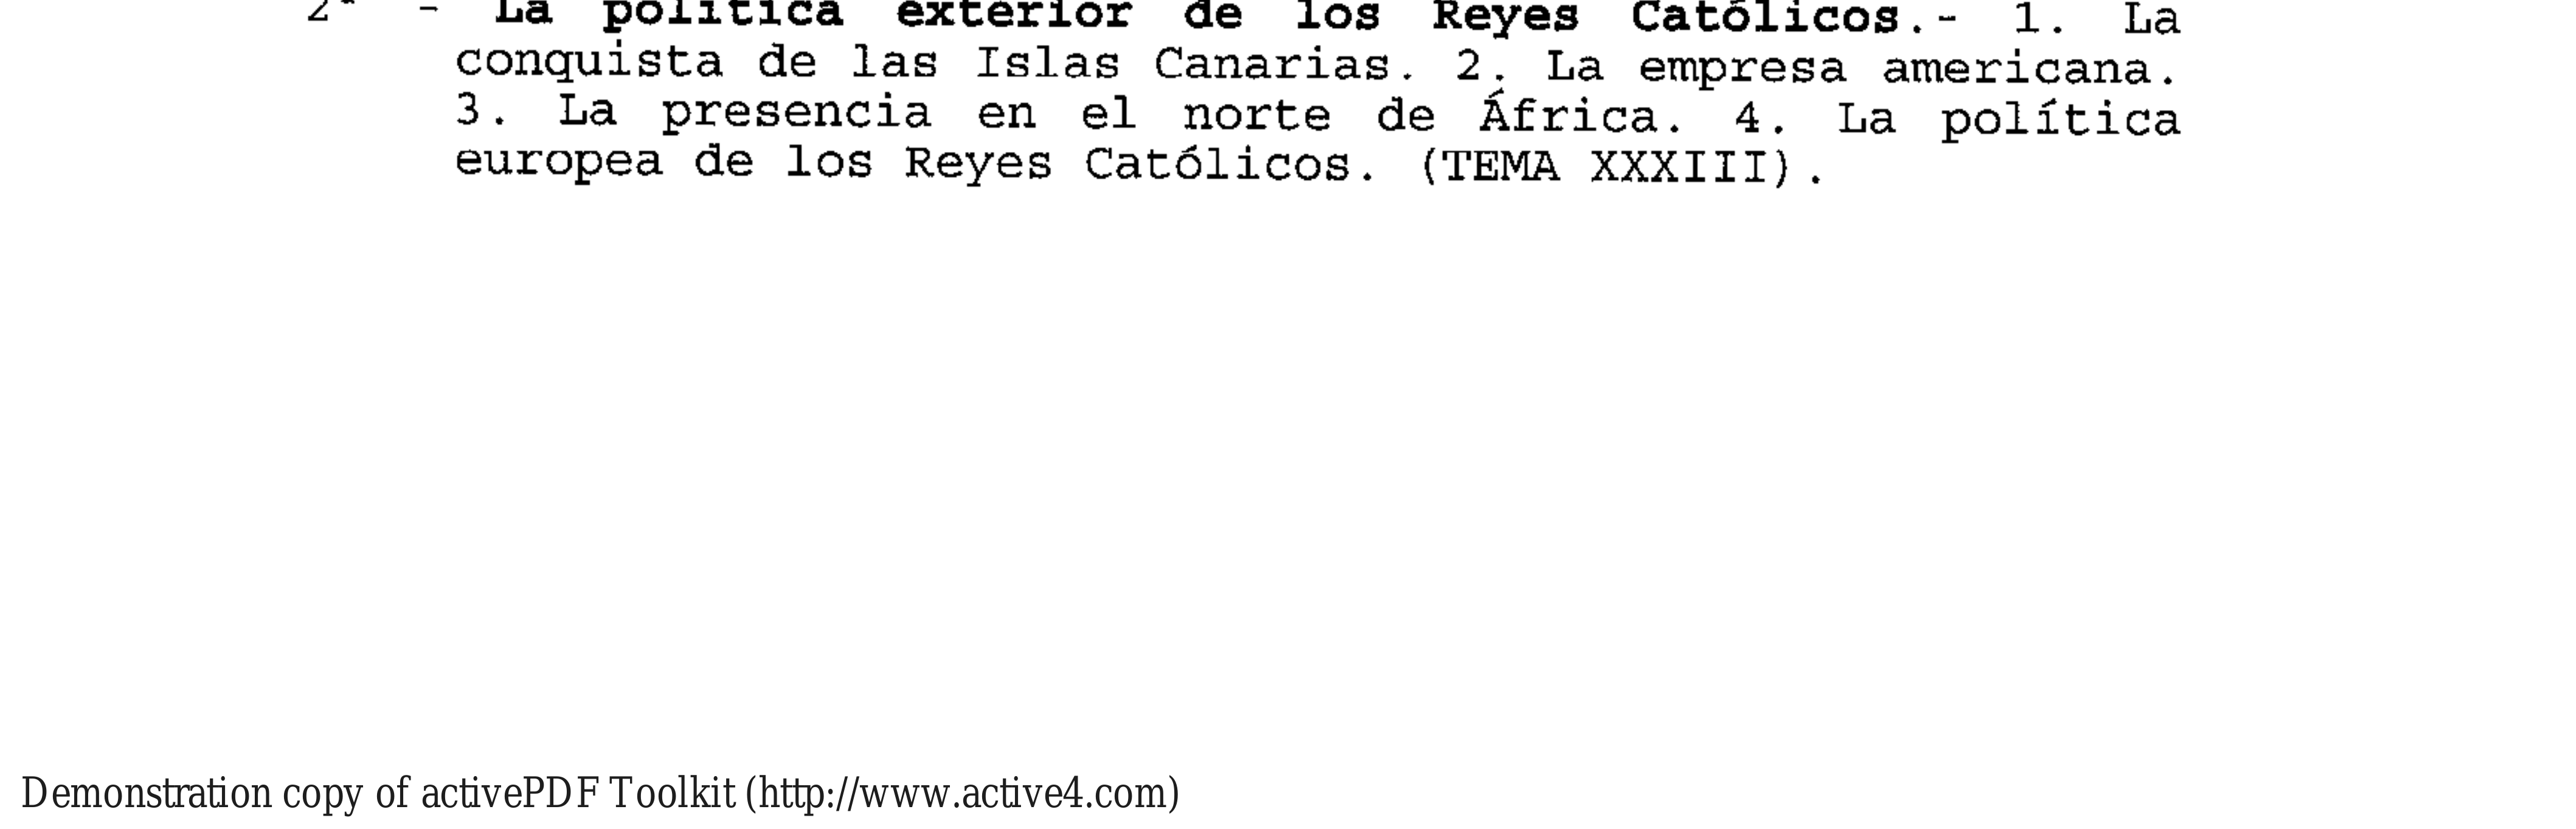 2ª - La política exterior de los Reyes Católicos.- 1. La
conquista de las Islas Canarias. 2. La empresa americana.
3. La presencia en el norte de África. 4. La política
europea de los Reyes Católicos. (TEMA XXXIII).
Demonstration copy of activePDF Toolkit (http://www.active4.com)